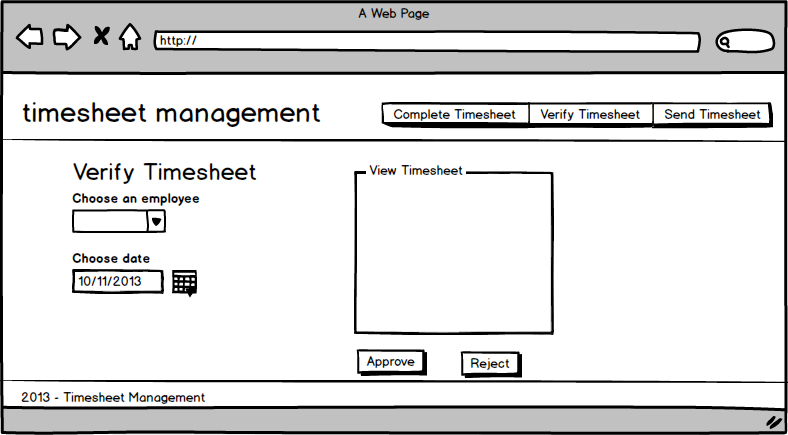 A Web Page
http://
timesheet management
Complete Timesheet Verify Timesheet Send Timesheet
Verify Timesheet
Choose an employee
Choose date
10/11/2013
View Timesheet
Approve Reject
2013 - Timesheet Management